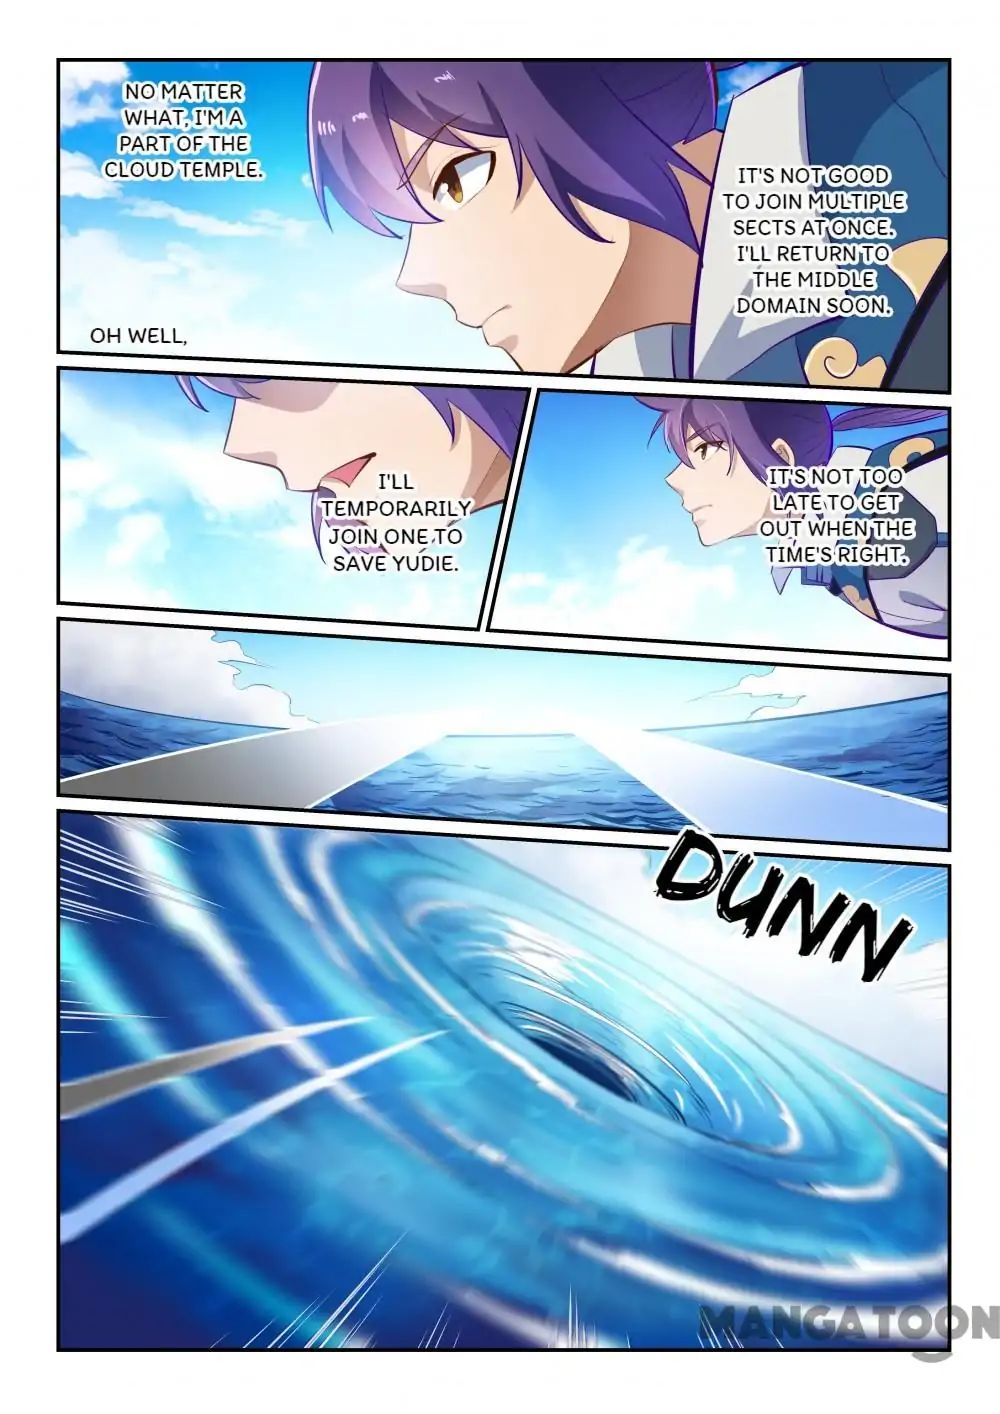 NO MATTER
WHAT, I'M A
PART OF THE
CLOUD TEMPLE.
IT'S NOT GOOD
TO JOIN MULTIPLE
SECTS AT ONCE.
I'LL RETURN TO
THE MIDDLE
DOMAIN SOON.
OH WELL,
I'LL
TEMPORARILY
JOIN ONE TO
SAVE YUDIE.
IT'S NOT TOO
LATE TO GET
OUT WHEN THE
TIME'S RIGHT.
DUNN
MANGATOON